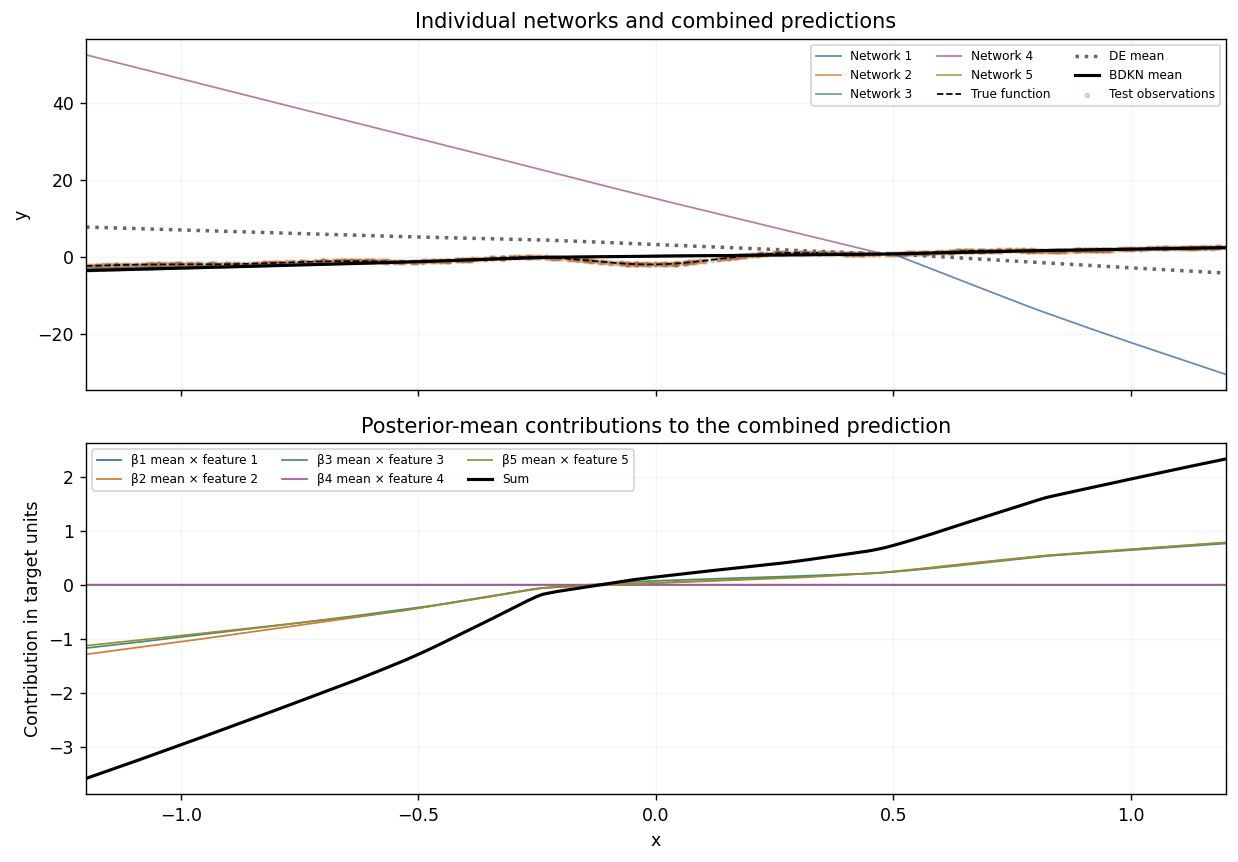 Individual networks and combined predictions
y
40
20
0
−20
Network 1
Network 2
Network 3
Network 4
Network 5
True function
DE mean
BDKN mean
Test observations
Posterior-mean contributions to the combined prediction
Contribution in target units
2
1
0
−1
−2
−3
β1 mean × feature 1
β2 mean × feature 2
β3 mean × feature 3
β4 mean × feature 4
β5 mean × feature 5
Sum
−1.0
−0.5
0.0
0.5
1.0
x